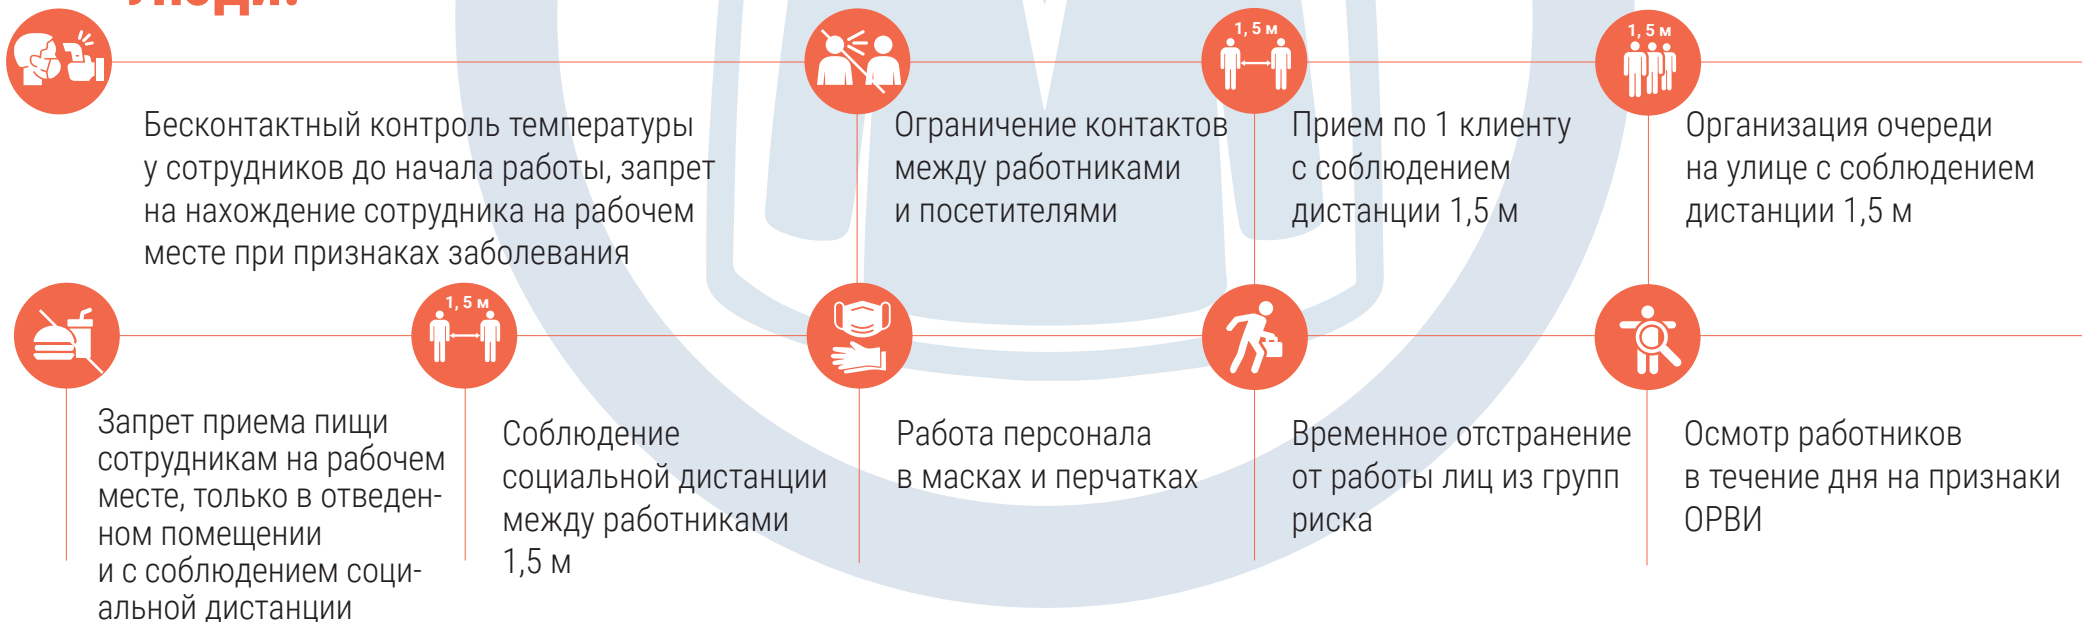 Люди:
1,5 м
1,5 м
Бесконтактный контроль температуры
у сотрудников до начала работы, запрет
на нахождение сотрудника на рабочем
месте при признаках заболевания
Ограничение контактов
между работниками
и посетителями
Прием по 1 клиенту
с соблюдением
дистанции 1,5 м
Организация очереди
на улице с соблюдением
дистанции 1,5 м
1,5 м
Запрет приема пищи
сотрудникам на рабочем
месте, только в отведен-
ном помещении
и с соблюдением соци-
альной дистанции
Соблюдение
социальной дистанции
между работниками
1,5 м
Работа персонала
в масках и перчатках
Временное отстранение
от работы лиц из групп
риска
Осмотр работников
в течение дня на признаки
ОРВИ